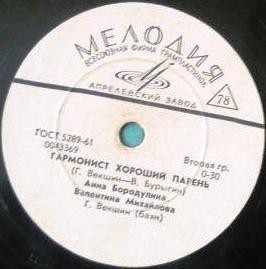 МЕЛОДИЯ
ВСЕСОЮЗНАЯ ФИРМА ГРАМПЛАСТИНОК
АПРЕЛЕВСКИЙ ЗАВОД
78
ГОСТ 5289-61
0043369
Вторая гр.
0-30
ГАРМОНИСТ ХОРОШИЙ ПАРЕНЬ
(Г. Векшин—В. Бурыгин)
Анна Бородулина
Валентина Михайлова
Г. Векшин (баян)